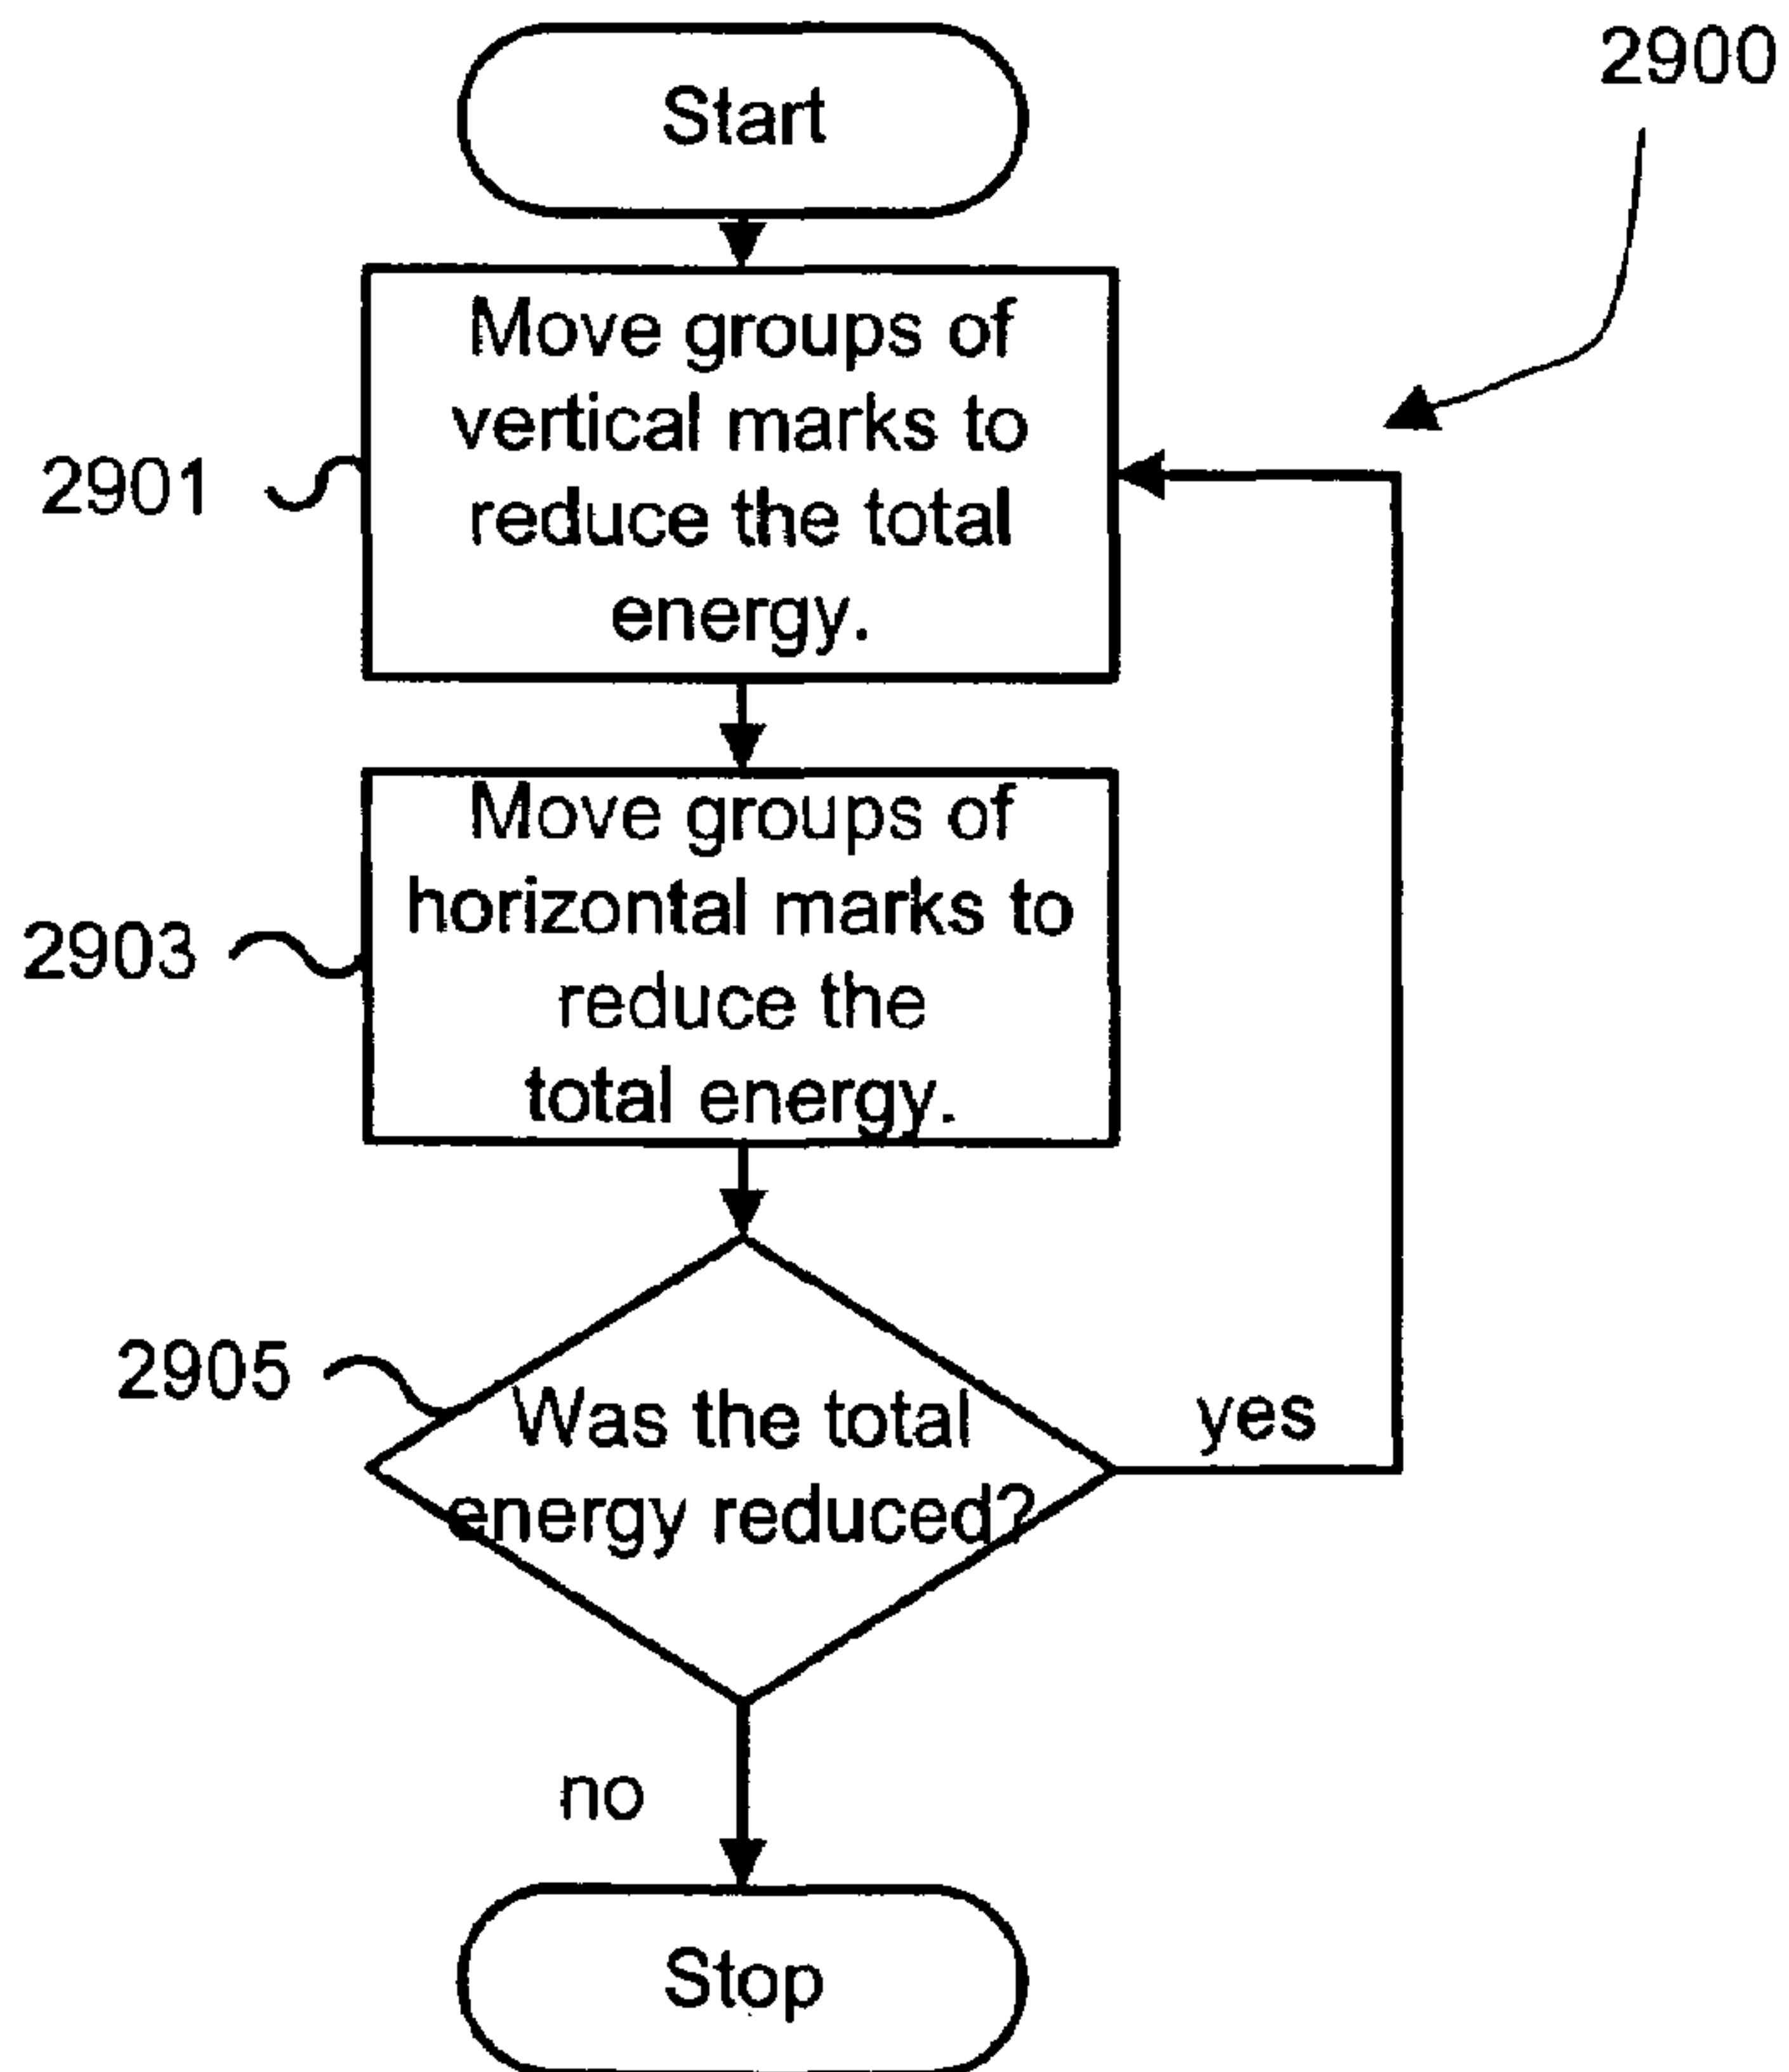 2900
Start
Move groups of
vertical marks to
reduce the total
energy.
2901
Move groups of
horizontal marks to
reduce the
total energy.
2903
2905
Was the total
energy reduced?
yes
no
Stop